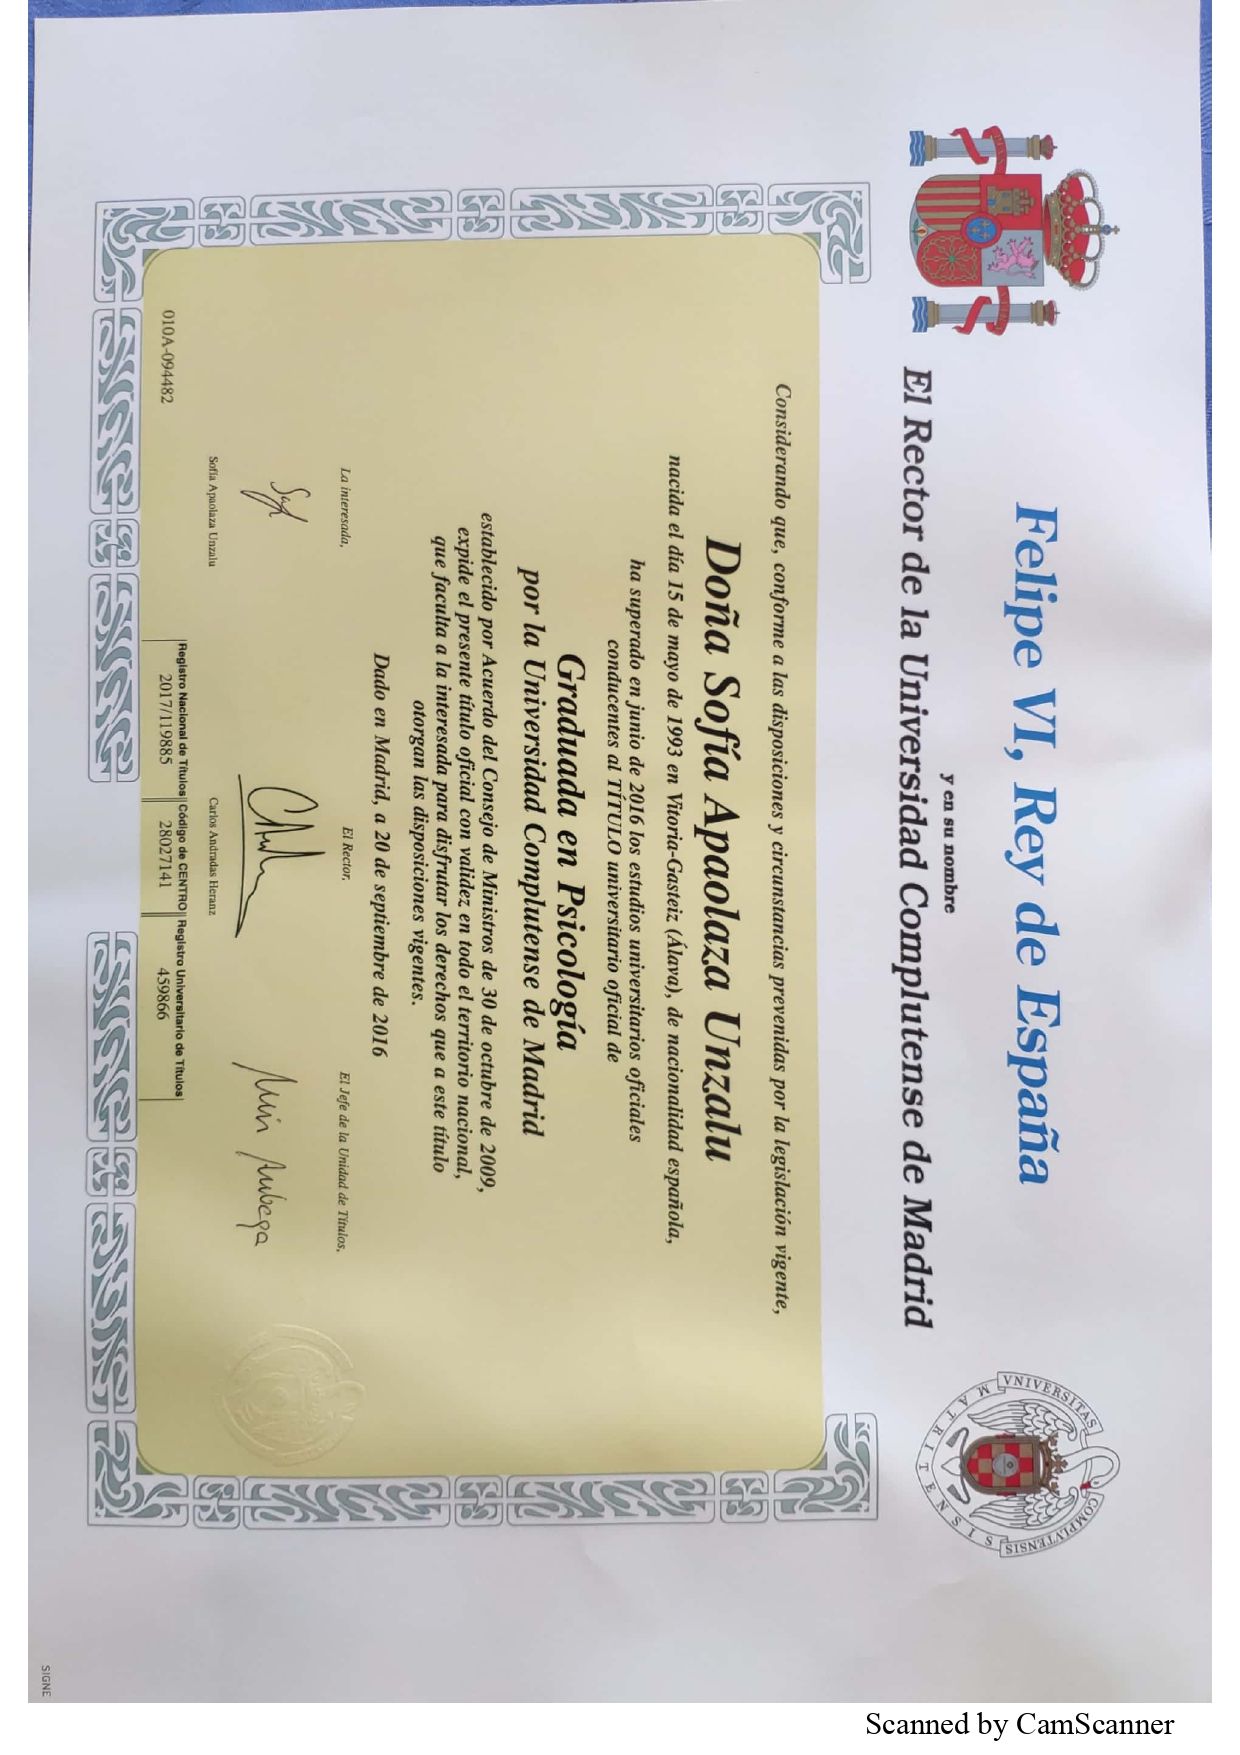 Felipe VI, Rey de España
y en su nombre
El Rector de la Universidad Complutense de Madrid
VNIVERSITAS COMPLVTENSIS
MATRITENSIS
Considerando que, conforme a las disposiciones y circunstancias prevenidas por la legislación vigente,
Doña Sofía Apaolaza Unzalu
nacida el día 15 de mayo de 1993 en Vitoria-Gasteiz (Álava), de nacionalidad española,
ha superado en junio de 2016 los estudios universitarios oficiales
conducentes al TÍTULO universitario oficial de
Graduada en Psicología
por la Universidad Complutense de Madrid
establecido por Acuerdo del Consejo de Ministros de 30 de octubre de 2009,
expide el presente título oficial con validez en todo el territorio nacional,
que faculta a la interesada para disfrutar los derechos que a este título
otorgan las disposiciones vigentes.
Dado en Madrid, a 20 de septiembre de 2016
La interesada,
El Rector,
El Jefe de la Unidad de Títulos,
Sofía Apaolaza Unzalu
Carlos Andradas Heranz
010A-094482
Registro Nacional de Títulos Código de CENTRO Registro Universitario de Títulos
2017/119885 28027141 459866
SIGNE
Scanned by CamScanner